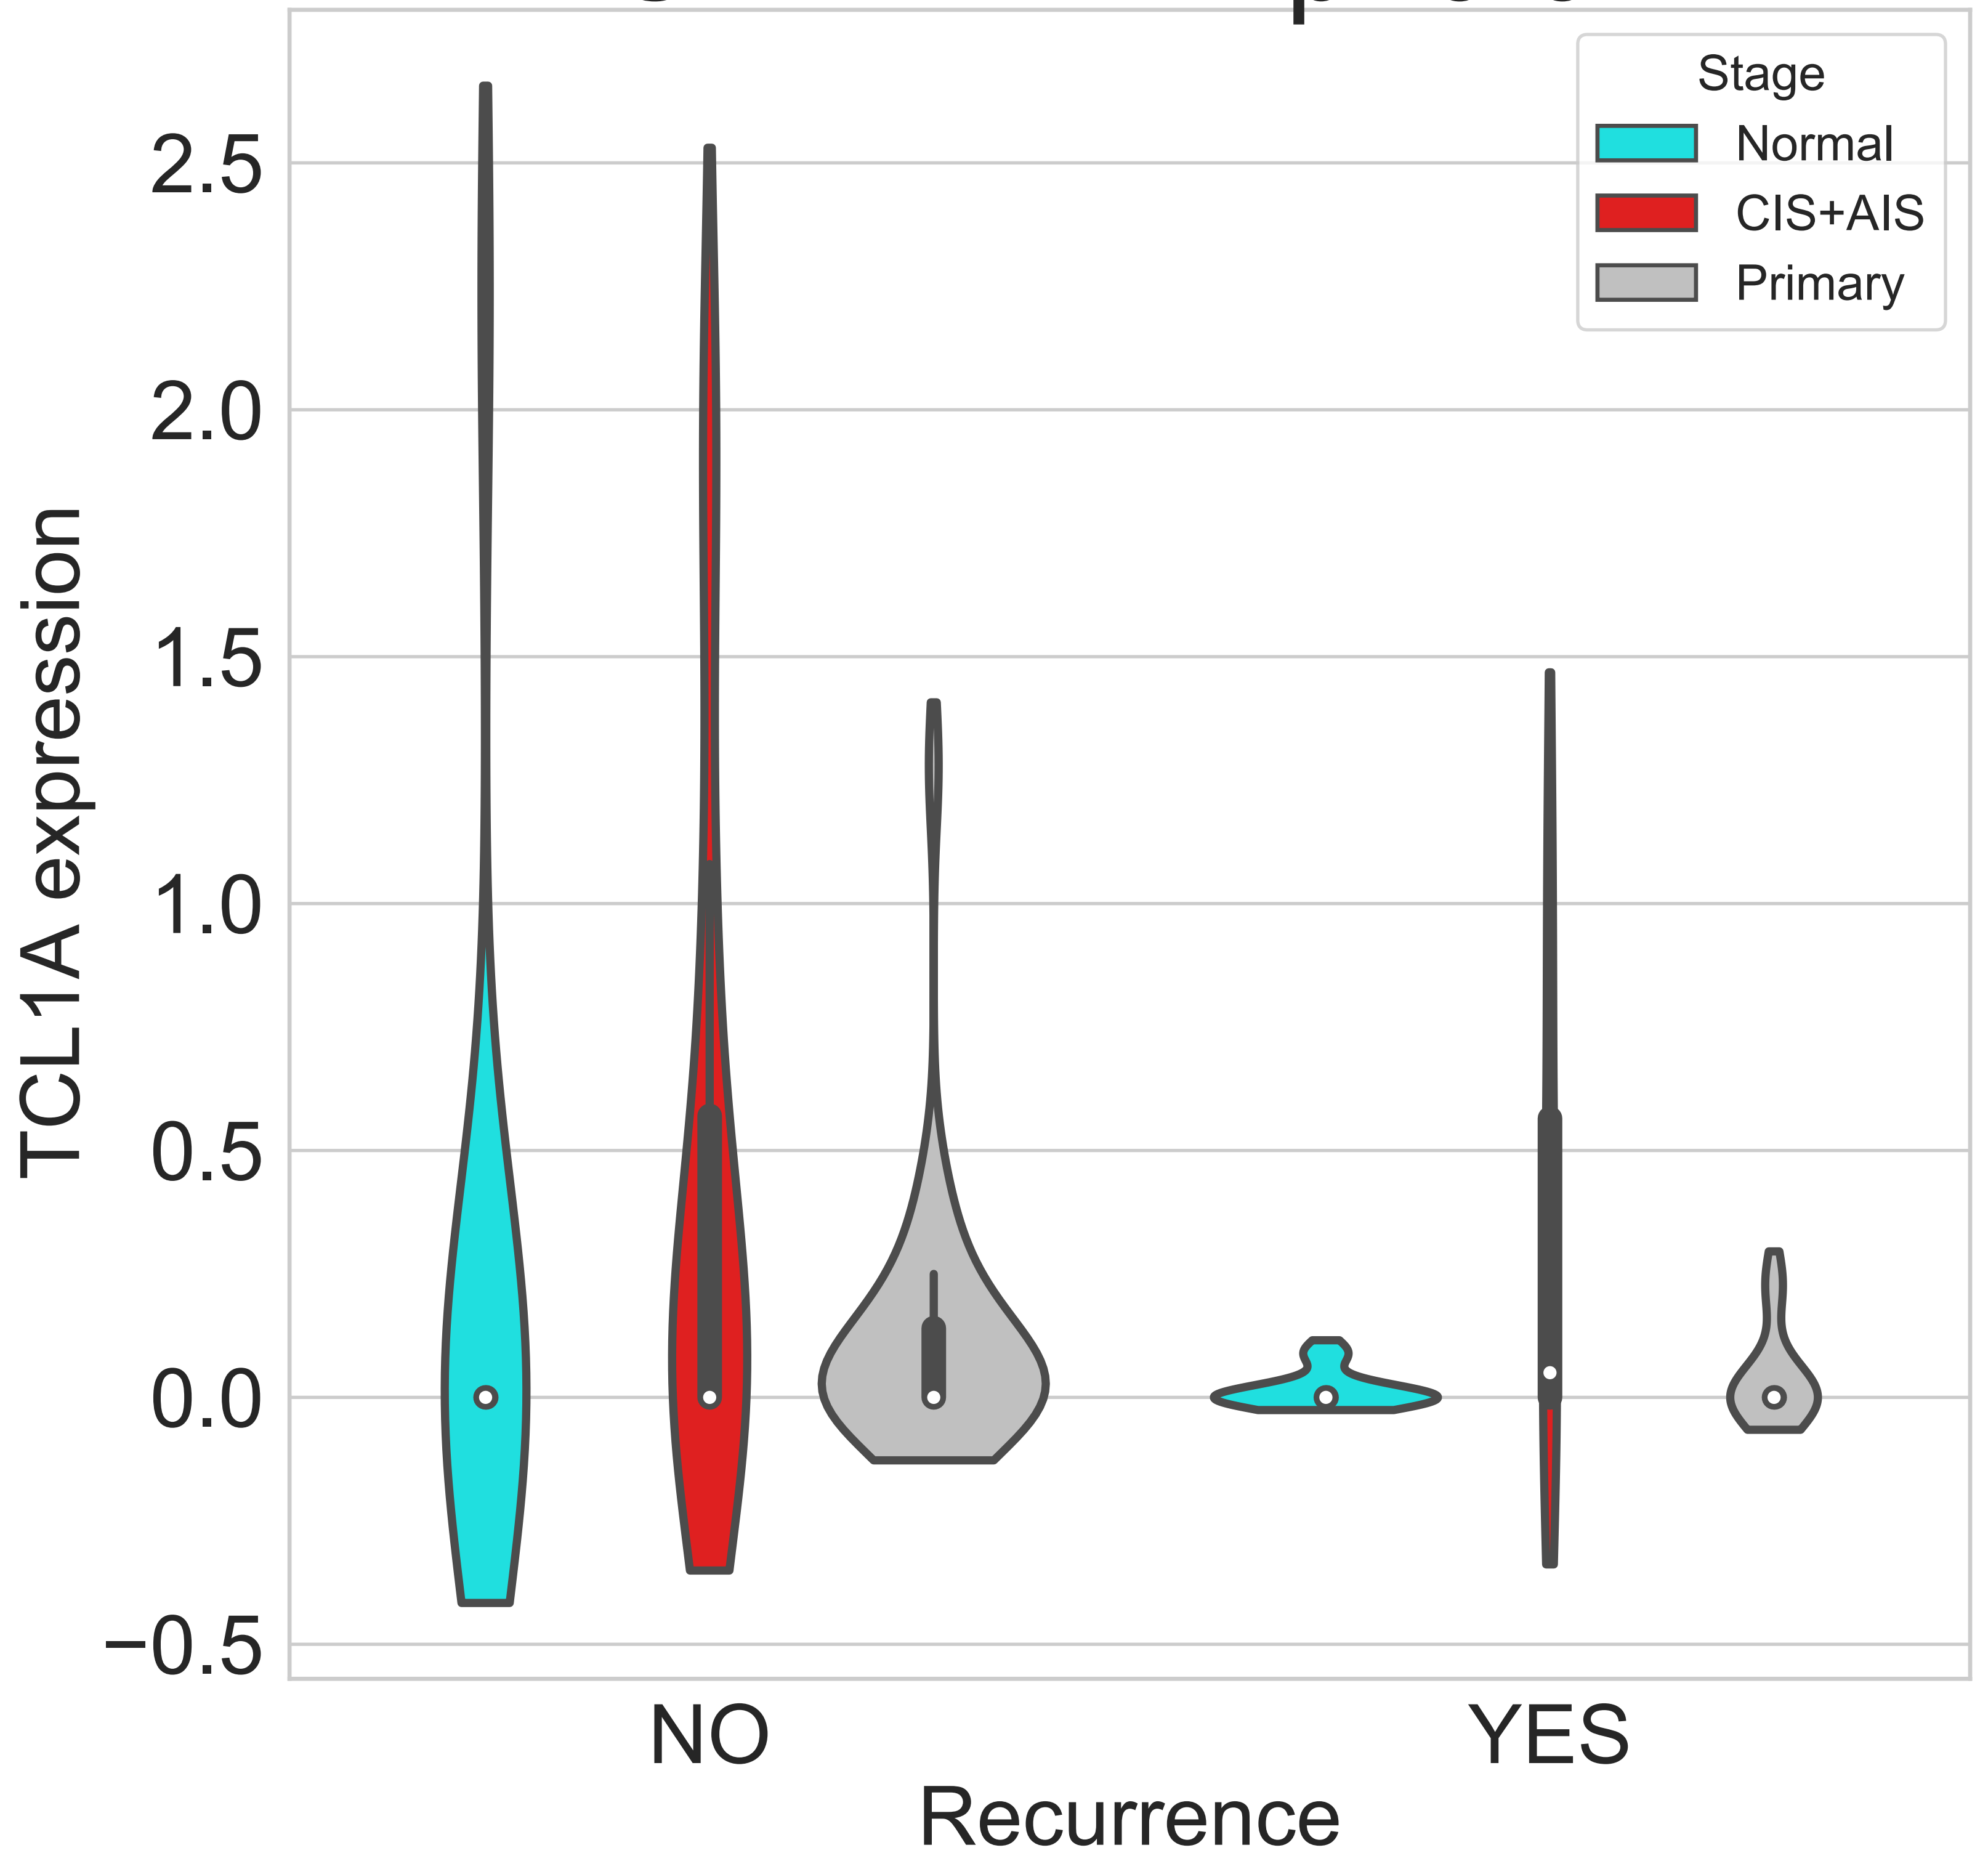 Stage
Normal
CIS+AIS
Primary
TCL1A expression
2.5
2.0
1.5
1.0
0.5
0.0
−0.5
NO
YES
Recurrence